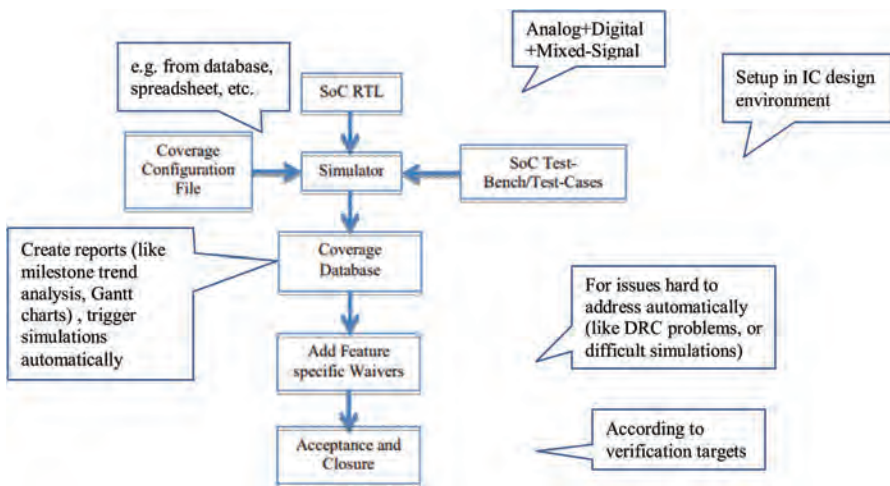 Analog+Digital
+Mixed-Signal
e.g. from database,
spreadsheet, etc.
Setup in IC design
environment
SoC RTL
Coverage
Configuration
File
Simulator
SoC Test-
Bench/Test-Cases
Create reports (like
milestone trend
analysis, Gantt
charts) , trigger
simulations
automatically
Coverage
Database
For issues hard to
address automatically
(like DRC problems, or
difficult simulations)
Add Feature
specific Waivers
Acceptance and
Closure
According to
verification targets